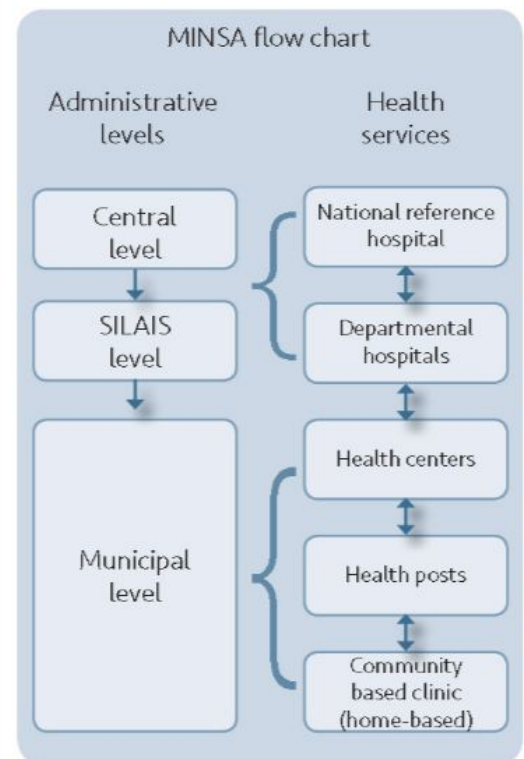 MINSA flow chart
Administrative
levels
Health
services
Central
level
SILAIS
level
Municipal
level
National reference
hospital
Departmental
hospitals
Health centers
Health posts
Community
based clinic
(home-based)